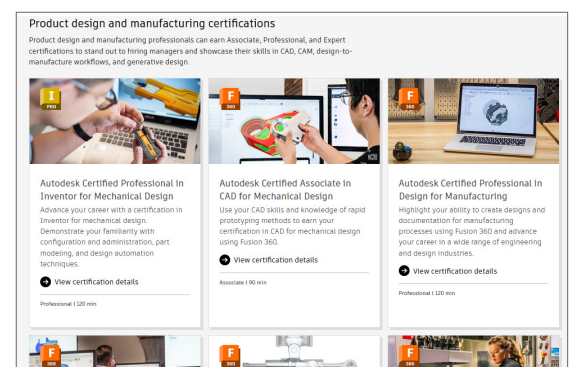 Product design and manufacturing certifications
Product design and manufacturing professionals can earn Associate, Professional, and Expert
certifications to stand out to hiring managers and showcase their skills in CAD, CAM, design-to-
manufacture workflows, and generative design.
I
PRO
F
360
F
360
Autodesk Certified Professional in
Inventor for Mechanical Design
Advance your career with a certification in
Inventor for mechanical design.
Demonstrate your familiarity with
configuration and administration, part
modeling, and design automation
techniques.
View certification details
Professional | 120 min
Autodesk Certified Associate in
CAD for Mechanical Design
Use your CAD skills and knowledge of rapid
prototyping methods to earn your
certification in CAD for mechanical design
using Fusion 360.
View certification details
Associate | 90 min
Autodesk Certified Professional in
Design for Manufacturing
Highlight your ability to create designs and
documentation for manufacturing
processes using Fusion 360 and advance
your career in a wide range of engineering
and design industries.
View certification details
Professional | 120 min
F
360
F
360
F
360